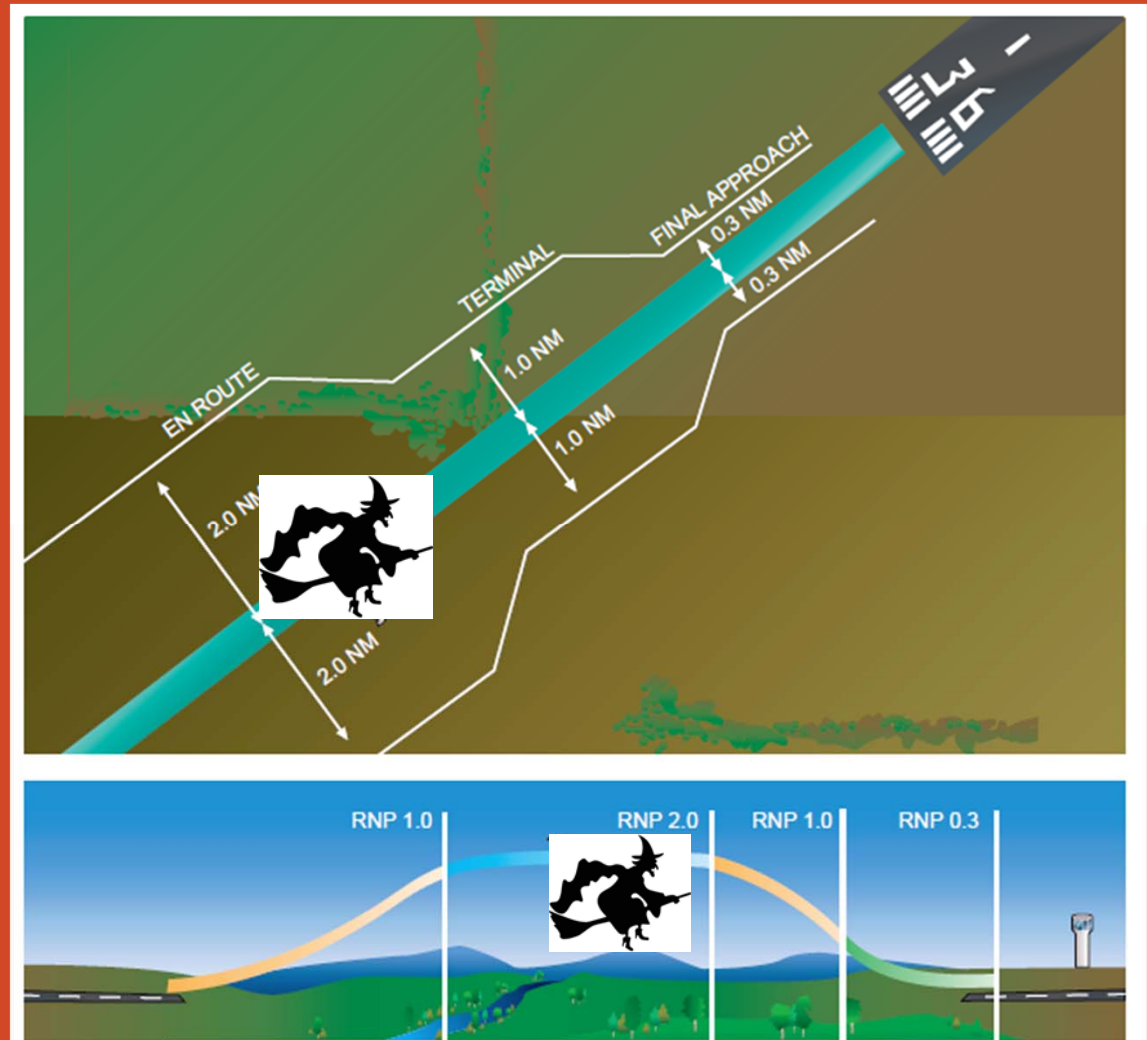 36
FINAL APPROACH
0.3 NM
0.3 NM
TERMINAL
1.0 NM
1.0 NM
EN ROUTE
2.0 NM
2.0 NM
RNP 1.0
RNP 2.0
RNP 1.0
RNP 0.3